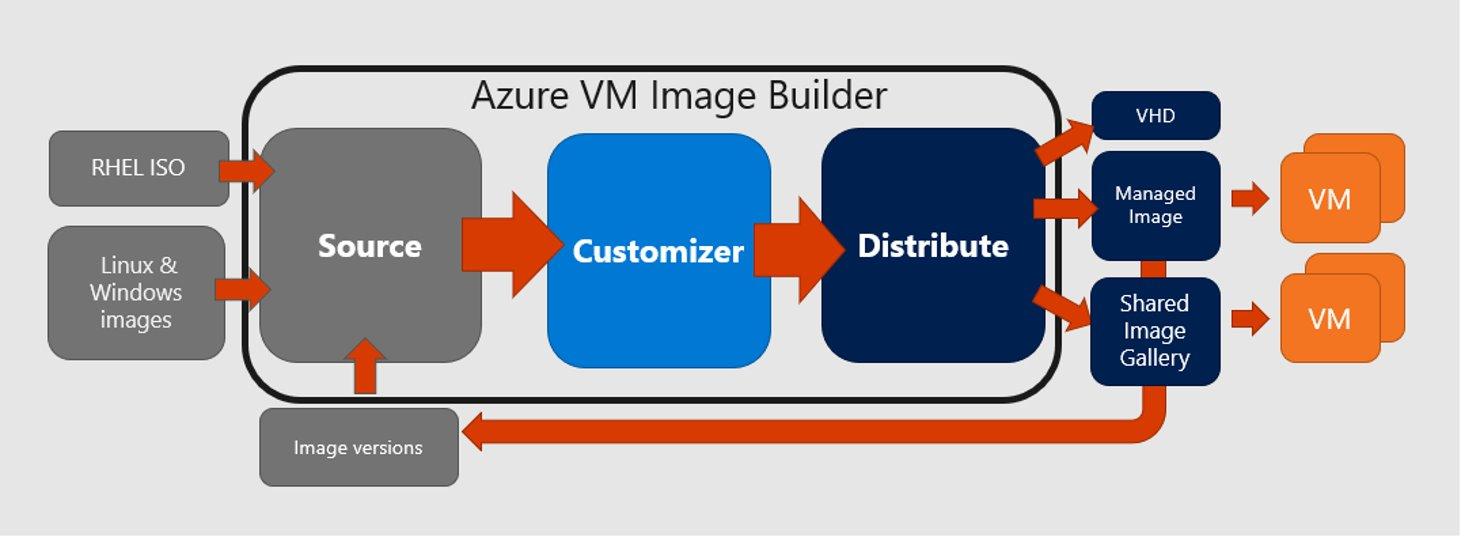 Azure VM Image Builder
RHEL ISO
Linux &
Windows
images
Source
Customizer
Distribute
VHD
Managed
Image
Shared
Image
Gallery
VM
VM
Image versions